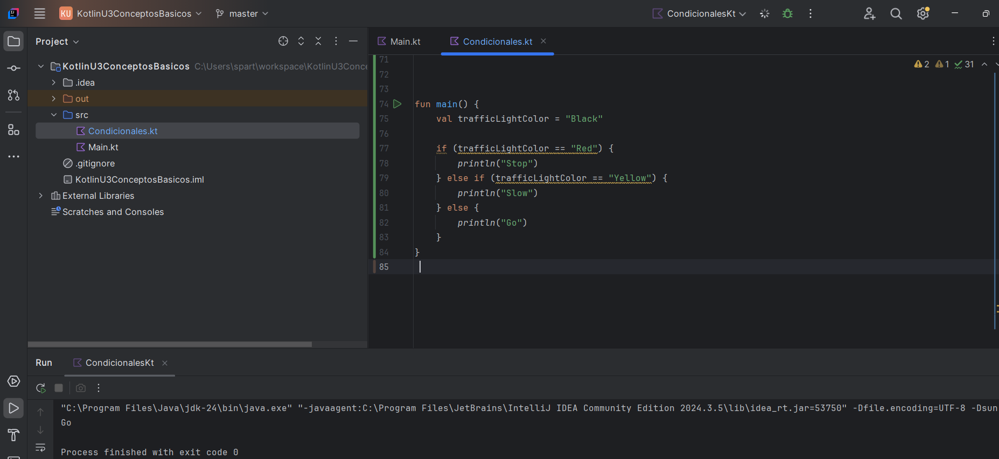 KU KotlinU3ConceptosBasicos master CondicionalesKt
Project
Main.kt Condicionales.kt
KotlinU3ConceptosBasicos C:\Users\spart\workspace\KotlinU3Conce
.idea
out
src
Condicionales.kt
Main.kt
.gitignore
KotlinU3ConceptosBasicos.iml
External Libraries
Scratches and Consoles
2 1 31
71
72
73
74 fun main() {
75 val trafficLightColor = "Black"
76
77 if (trafficLightColor == "Red") {
78 println("Stop")
79 } else if (trafficLightColor == "Yellow") {
80 println("Slow")
81 } else {
82 println("Go")
83 }
84 }
85
Run CondicionalesKt
"C:\Program Files\Java\jdk-24\bin\java.exe" "-javaagent:C:\Program Files\JetBrains\IntelliJ IDEA Community Edition 2024.3.5\lib\idea_rt.jar=53750" -Dfile.encoding=UTF-8 -Dsun
Go
Process finished with exit code 0